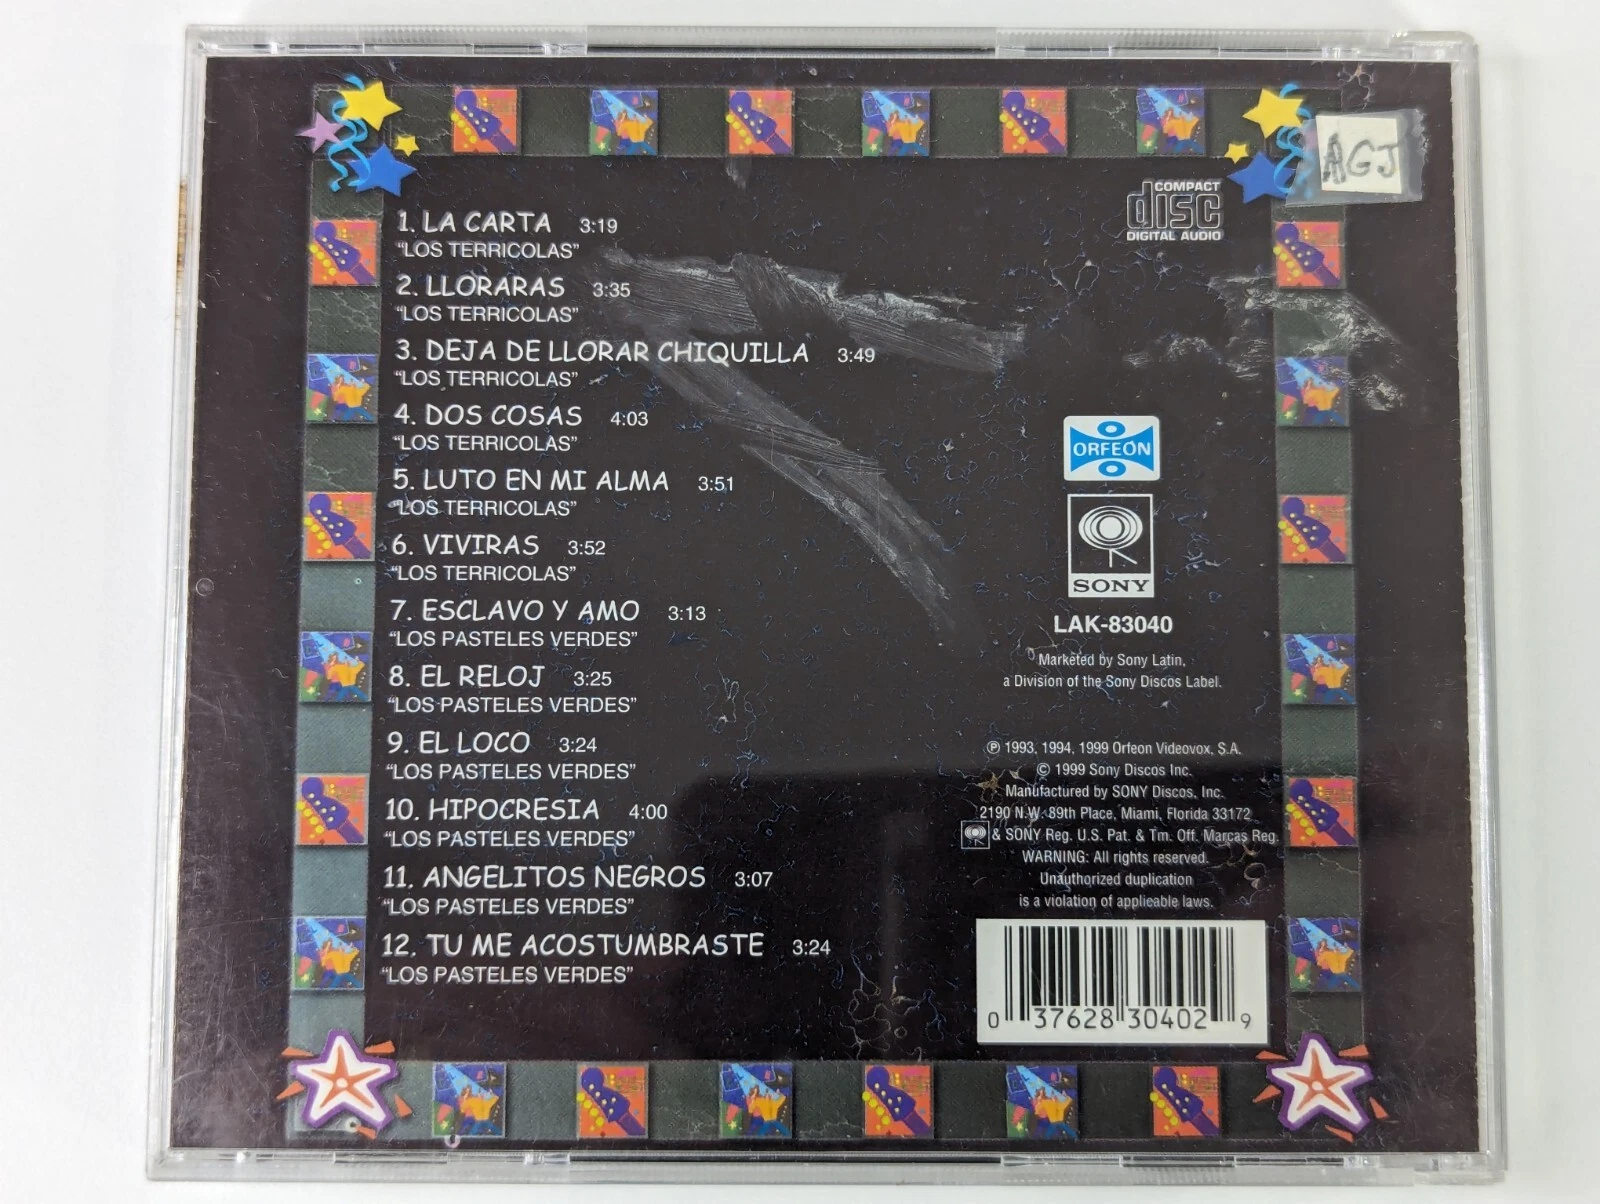 AGJ
COMPACT
disc
DIGITAL AUDIO
1. LA CARTA 3:19
"LOS TERRICOLAS"
2. LLORARAS 3:35
"LOS TERRICOLAS"
3. DEJA DE LLORAR CHIQUILLA 3:49
"LOS TERRICOLAS"
4. DOS COSAS 4:03
"LOS TERRICOLAS"
5. LUTO EN MI ALMA 3:51
"LOS TERRICOLAS"
6. VIVIRAS 3:52
"LOS TERRICOLAS"
7. ESCLAVO Y AMO 3:13
"LOS PASTELES VERDES"
8. EL RELOJ 3:25
"LOS PASTELES VERDES"
9. EL LOCO 3:24
"LOS PASTELES VERDES"
10. HIPOCRESIA 4:00
"LOS PASTELES VERDES"
11. ANGELITOS NEGROS 3:07
"LOS PASTELES VERDES"
12. TU ME ACOSTUMBRASTE 3:24
"LOS PASTELES VERDES"
ORFEON
SONY
LAK-83040
Marketed by Sony Latin,
a Division of the Sony Discos Label.
℗ 1993, 1994, 1999 Orfeon Videovox, S.A.
© 1999 Sony Discos Inc.
Manufactured by SONY Discos, Inc.
2190 N.W. 89th Place, Miami, Florida 33172
& SONY Reg. U.S. Pat. & Tm. Off. Marcas Reg.
WARNING: All rights reserved.
Unauthorized duplication
is a violation of applicable laws.
0 37628 30402 9